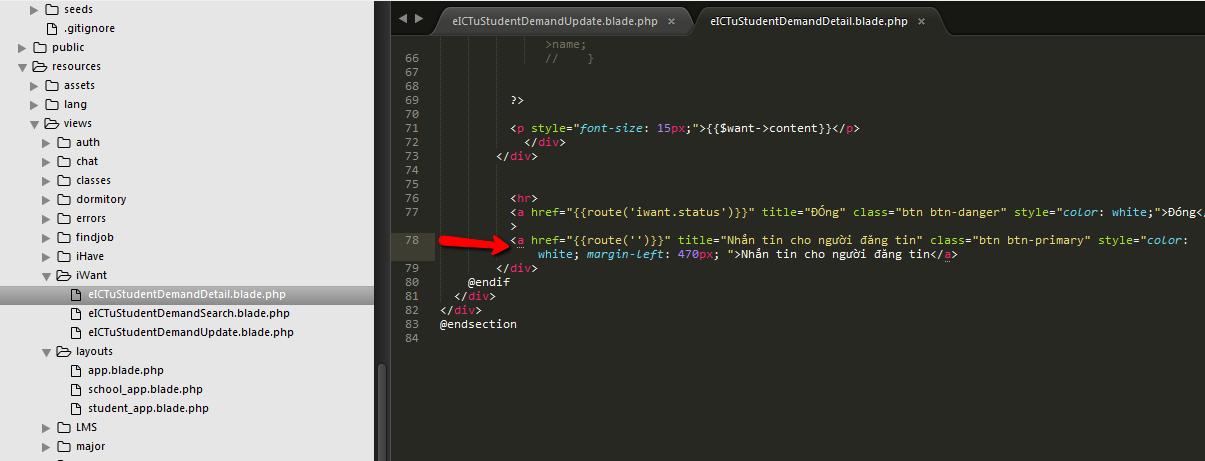 seeds
.gitignore
public
resources
assets
lang
views
auth
chat
classes
dormitory
errors
findjob
iHave
iWant
eICTuStudentDemandDetail.blade.php
eICTuStudentDemandSearch.blade.php
eICTuStudentDemandUpdate.blade.php
layouts
app.blade.php
school_app.blade.php
student_app.blade.php
LMS
major
eICTuStudentDemandUpdate.blade.php ×
eICTuStudentDemandDetail.blade.php ×
>name;
66 // }
67
68
69 ?>
70
71 <p style="font-size: 15px;">{{$want->content}}</p>
72 </div>
73 </div>
74
75
76 <hr>
77 <a href="{{route('iwant.status')}}" title="ĐÓng" class="btn btn-danger" style="color: white;">Đóng</
>
78 <a href="{{route('')}}" title="Nhắn tin cho người đăng tin" class="btn btn-primary" style="color:
white; margin-left: 470px; ">Nhắn tin cho người đăng tin</a>
79 </div>
80 @endif
81 </div>
82 </div>
83 @endsection
84